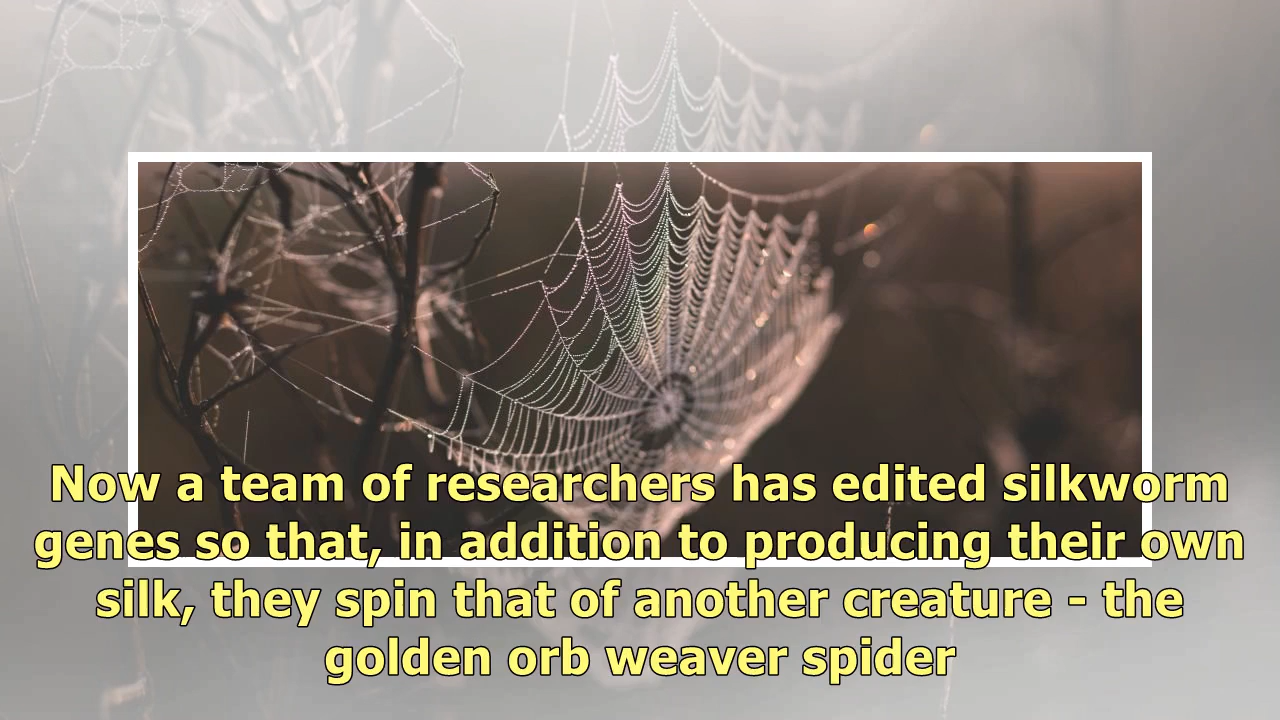 Now a team of researchers has edited silkworm
genes so that, in addition to producing their own
silk, they spin that of another creature - the
golden orb weaver spider